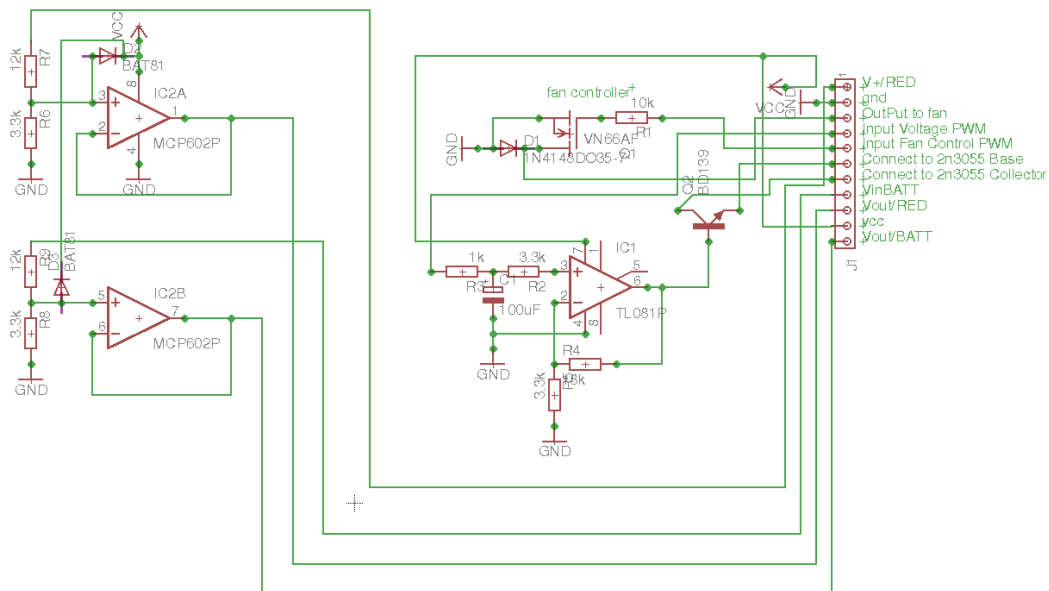 VCC
D2
BAT81
12k
R7
8
3
IC2A
1
2
3.3k
R6
MCP602P
4
GND
GND
12k
R9
D3
BAT81
IC2B
5
7
6
3.3k
R8
MCP602P
GND
fan controller
10k
R1
VN66AF
Q1
GND
D1
1N4148DO35-7
VCC
GND
1
V+/RED
gnd
OutPut to fan
Input Voltage PWM
Input Fan Control PWM
Connect to 2n3055 Base
Connect to 2n3055 Collector
VinBATT
Vout/RED
vcc
Vout/BATT
J1
Q2
BD139
1k
R3
C1
100uF
GND
3.3k
R2
7
1
IC1
3
5
2
6
4
8
TL081P
R4
3.3k
GND